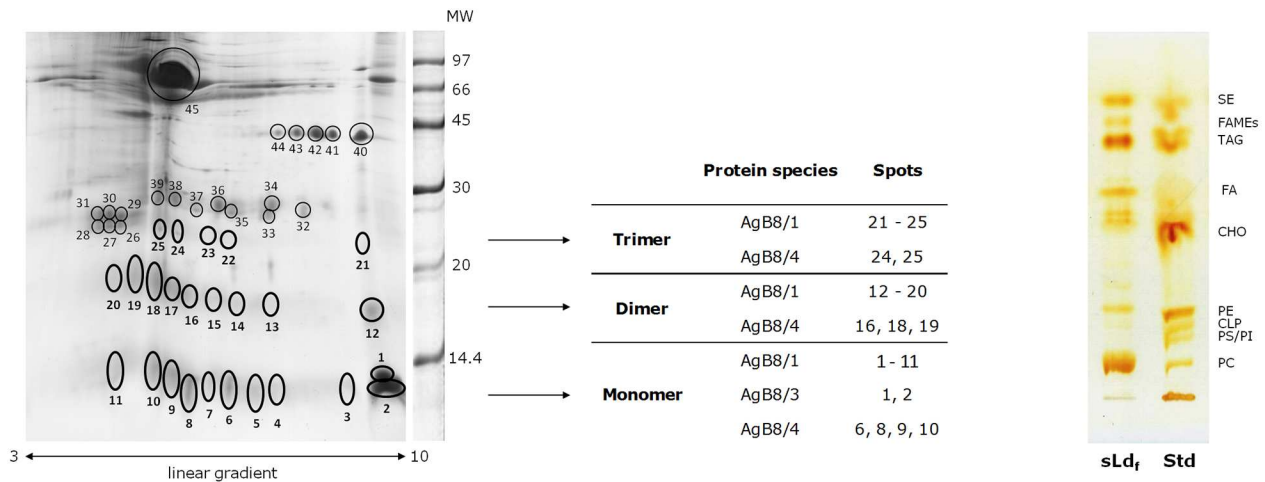 MW
97
66
45
30
20
14.4
45
44 43 42 41 40
39 38 37 36 34
31 30 29 35 33 32
28 27 26
25 24 23 22 21
20 19 18 17 16 15 14 13 12
1
11 10 9 8 7 6 5 4 3 2
3 10
linear gradient
Protein species Spots
Trimer
AgB8/1 21 - 25
AgB8/4 24, 25
Dimer
AgB8/1 12 - 20
AgB8/4 16, 18, 19
Monomer
AgB8/1 1 - 11
AgB8/3 1, 2
AgB8/4 6, 8, 9, 10
SE
FAMEs
TAG
FA
CHO
PE
CLP
PS/PI
PC
sLdf Std